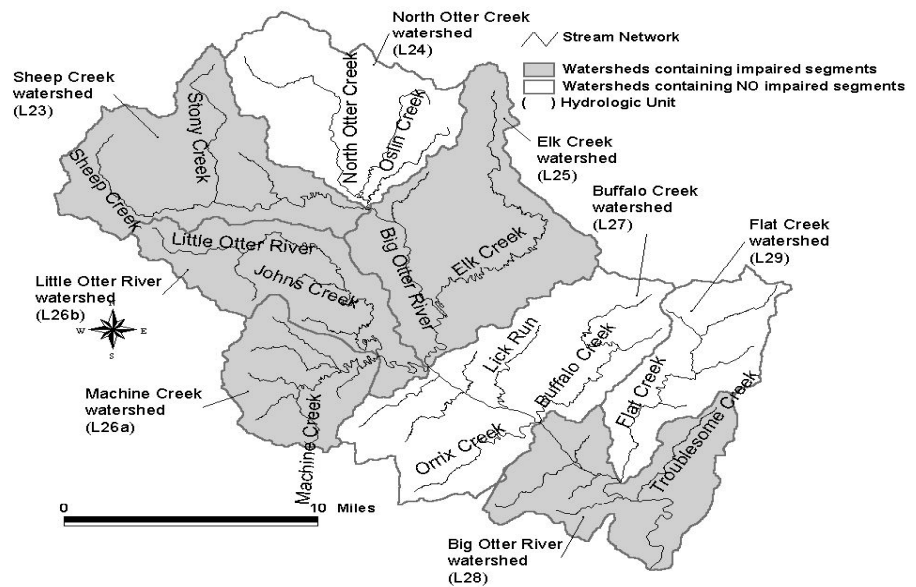 North Otter Creek
watershed
(L24)
Stream Network
Watersheds containing impaired segments
Watersheds containing NO impaired segments
( ) Hydrologic Unit
Sheep Creek
watershed
(L23)
Stony Creek
North Otter Creek
Oslin Creek
Elk Creek
watershed
(L25)
Buffalo Creek
watershed
(L27)
Flat Creek
watershed
(L29)
Sheep Creek
Little Otter River
Johns Creek
Big Otter River
Elk Creek
Little Otter River
watershed
(L26b)
N
W E
S
Lick Run
Buffalo Creek
Flat Creek
Troublesome Creek
Machine Creek
watershed
(L26a)
Machine Creek
Orrix Creek
0 10 Miles
Big Otter River
watershed
(L28)